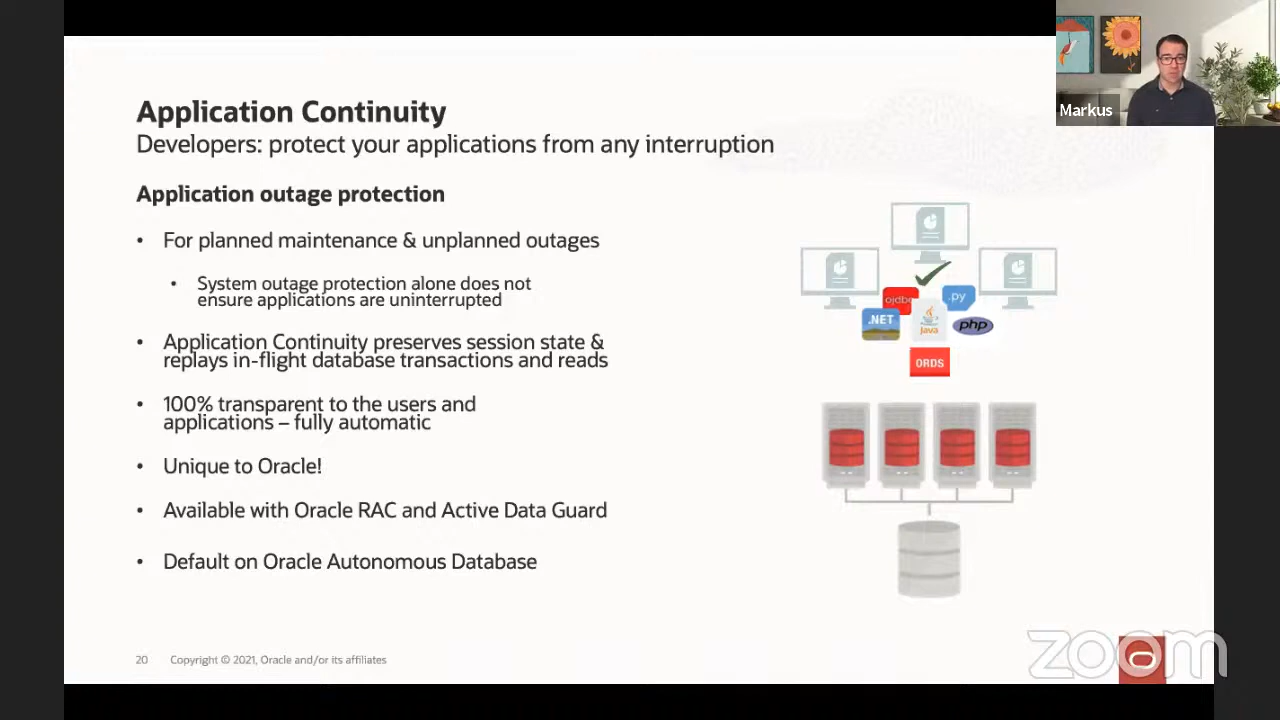 Markus
Application Continuity
Developers: protect your applications from any interruption
Application outage protection
• For planned maintenance & unplanned outages
• System outage protection alone does not
ensure applications are uninterrupted
• Application Continuity preserves session state &
replays in-flight database transactions and reads
• 100% transparent to the users and
applications – fully automatic
• Unique to Oracle!
• Available with Oracle RAC and Active Data Guard
• Default on Oracle Autonomous Database
ojdbc
.py
.NET
Java
php
ORDS
20 Copyright © 2021, Oracle and/or its affiliates
zoom